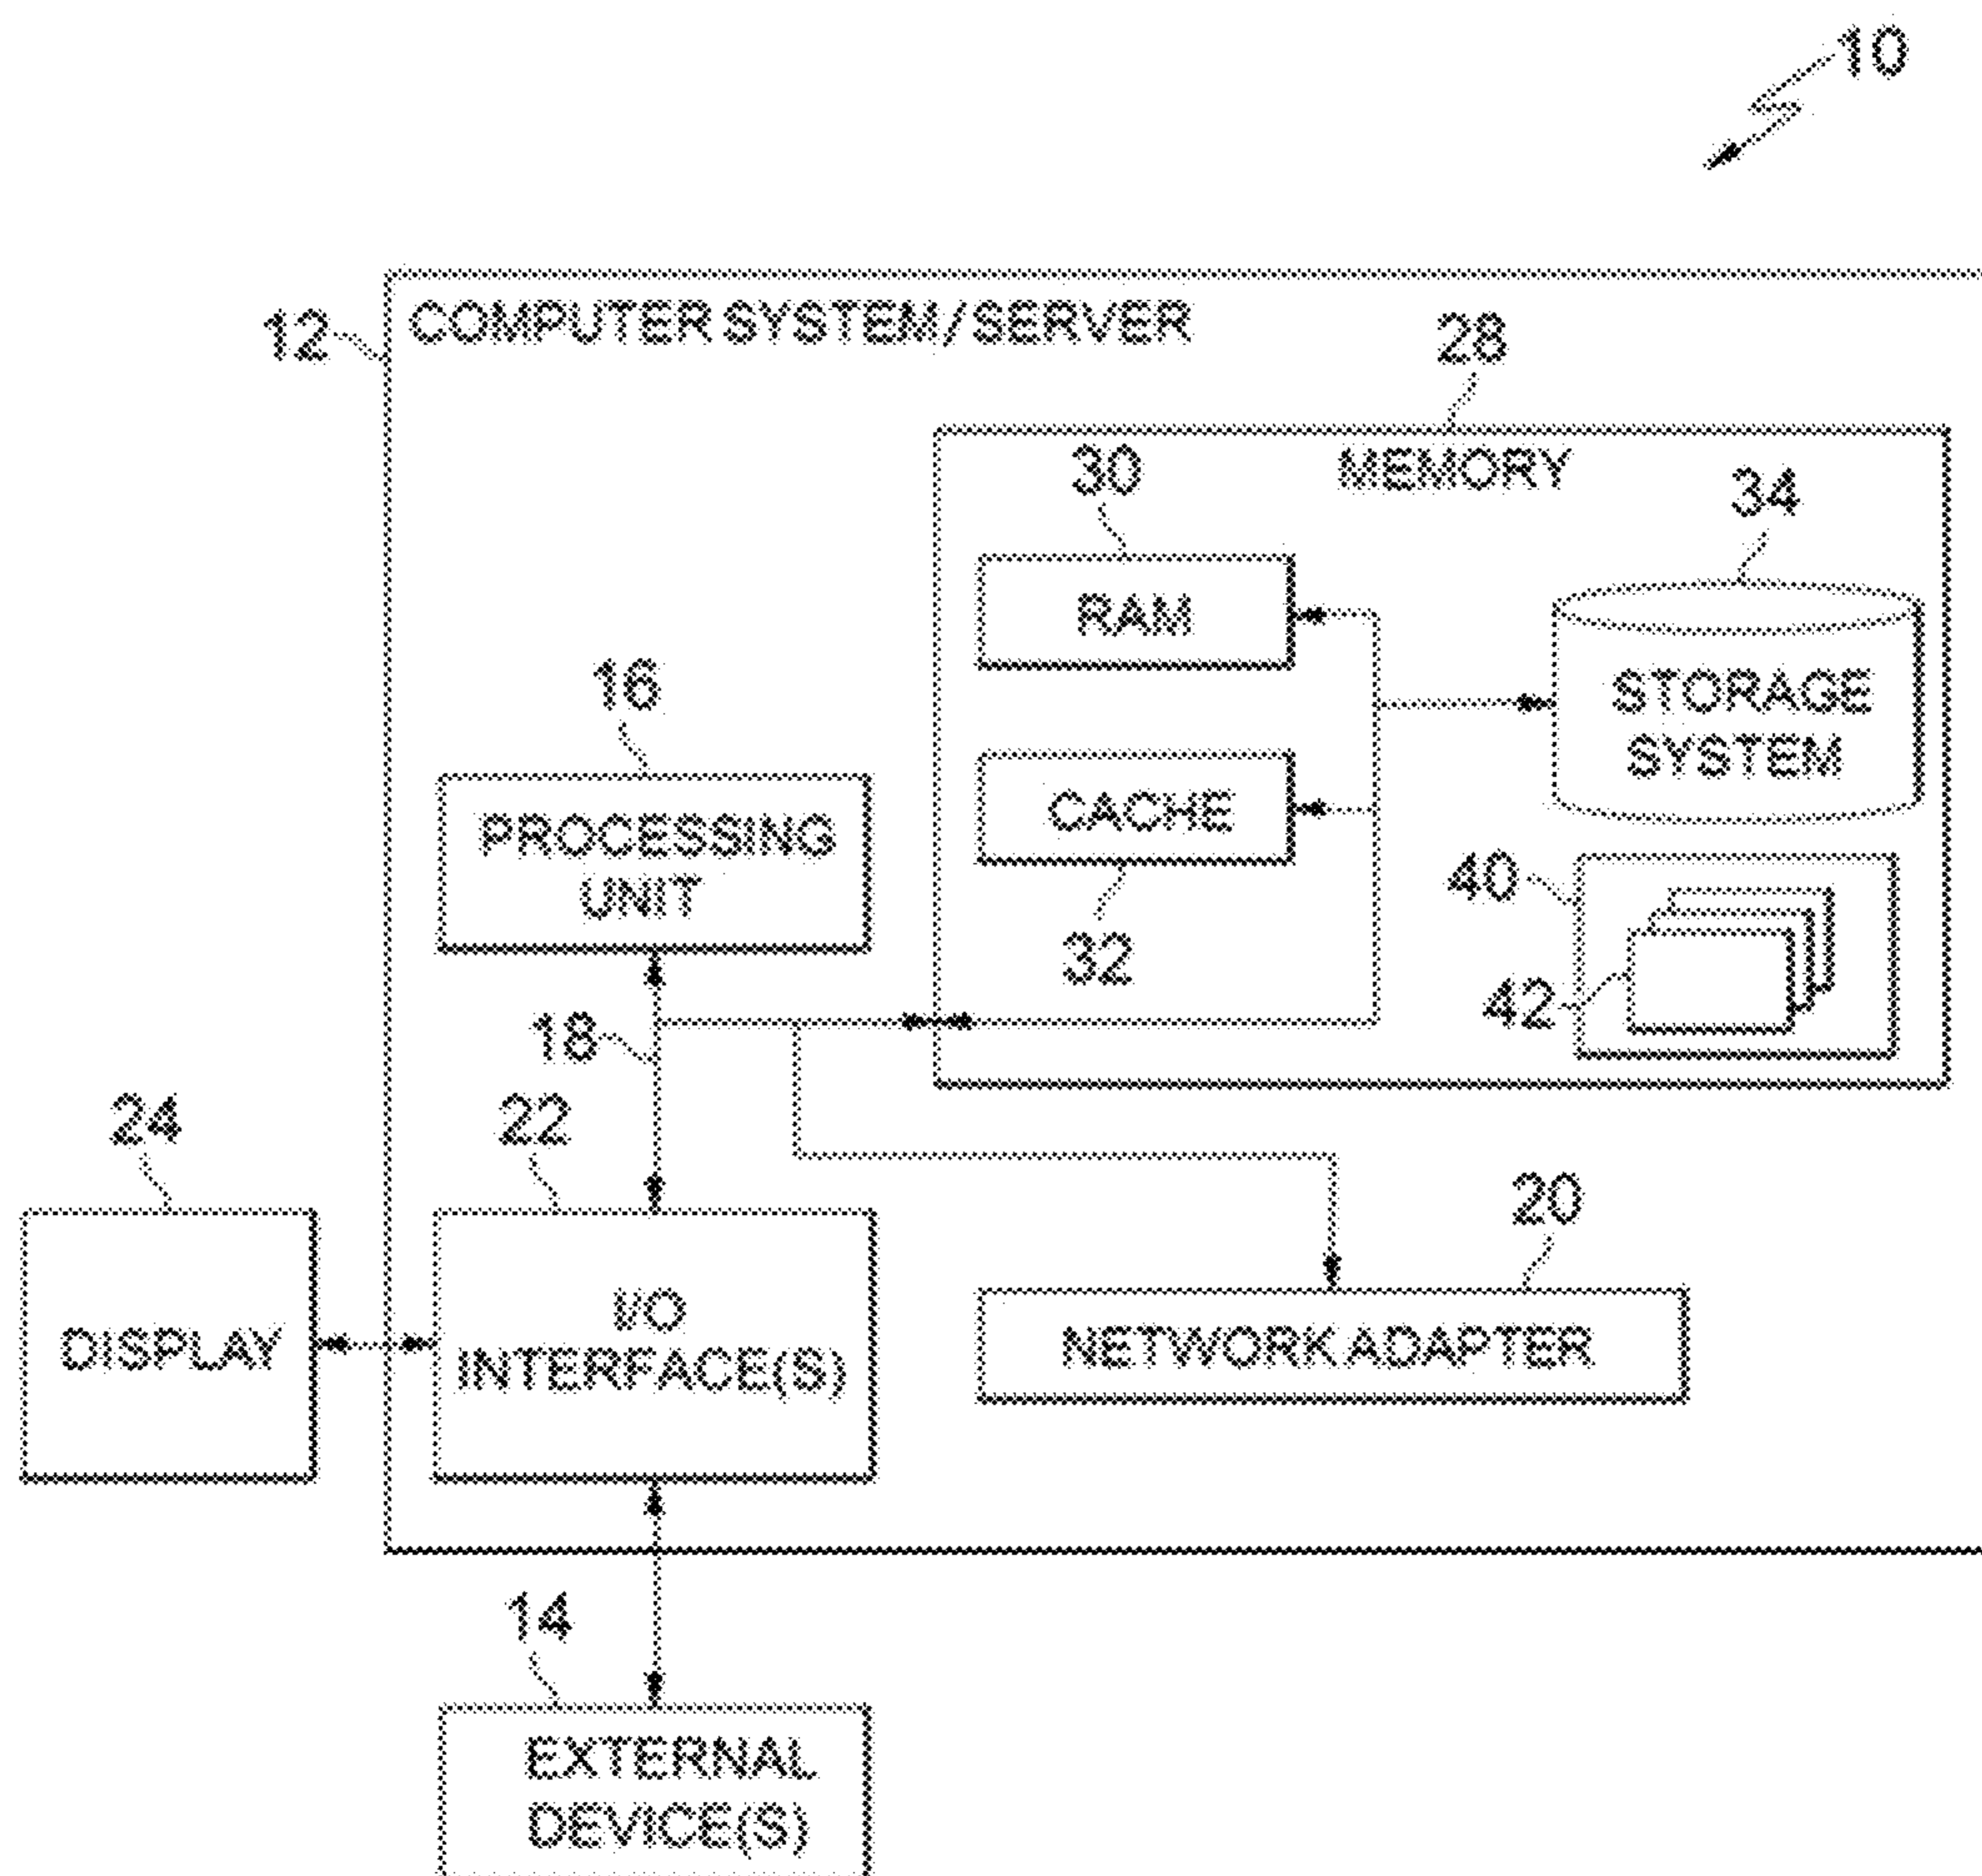 10
12
COMPUTER SYSTEM/SERVER
28
30
MEMORY
34
RAM
16
STORAGE
SYSTEM
CACHE
PROCESSING
UNIT
40
32
42
18
24
22
20
I/O
INTERFACE(S)
DISPLAY
NETWORK ADAPTER
14
EXTERNAL
DEVICE(S)